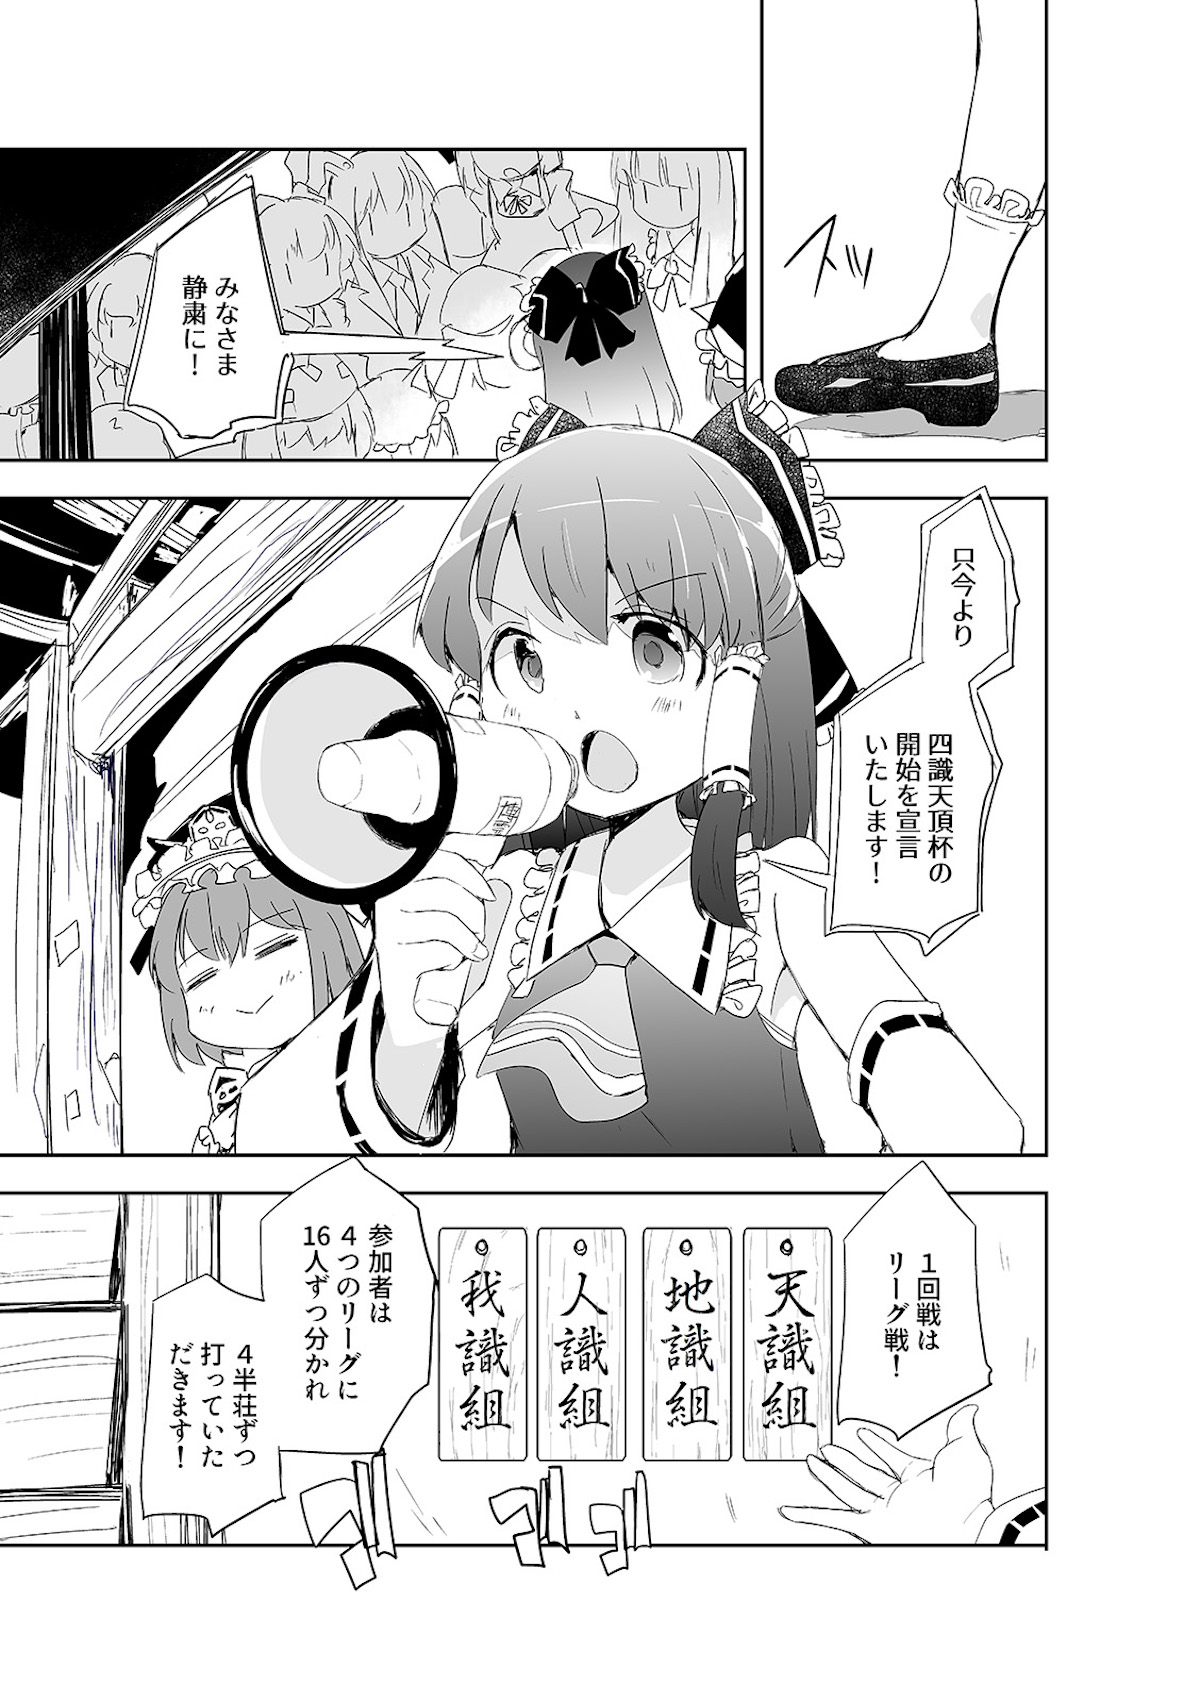 ズッ
みなさま
静粛に！
只今より
四識天頂杯の
開始を宣言
いたします！
１回戦は
リーグ戦！
天識組
地識組
人識組
我識組
参加者は
４つのリーグに
16人ずつ分かれ
４半荘ずつ
打っていた
だきます！